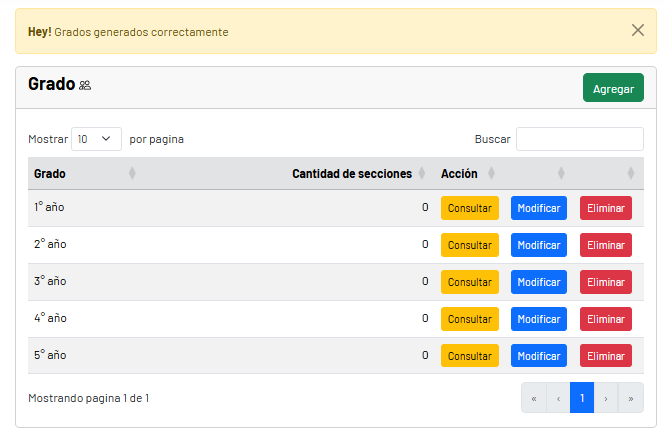 Hey! Grados generados correctamente
Grado
Agregar
Mostrar 10 por pagina
Buscar
Grado Cantidad de secciones Acción
1° año 0 Consultar Modificar Eliminar
2° año 0 Consultar Modificar Eliminar
3° año 0 Consultar Modificar Eliminar
4° año 0 Consultar Modificar Eliminar
5° año 0 Consultar Modificar Eliminar
Mostrando pagina 1 de 1
« ‹ 1 › »